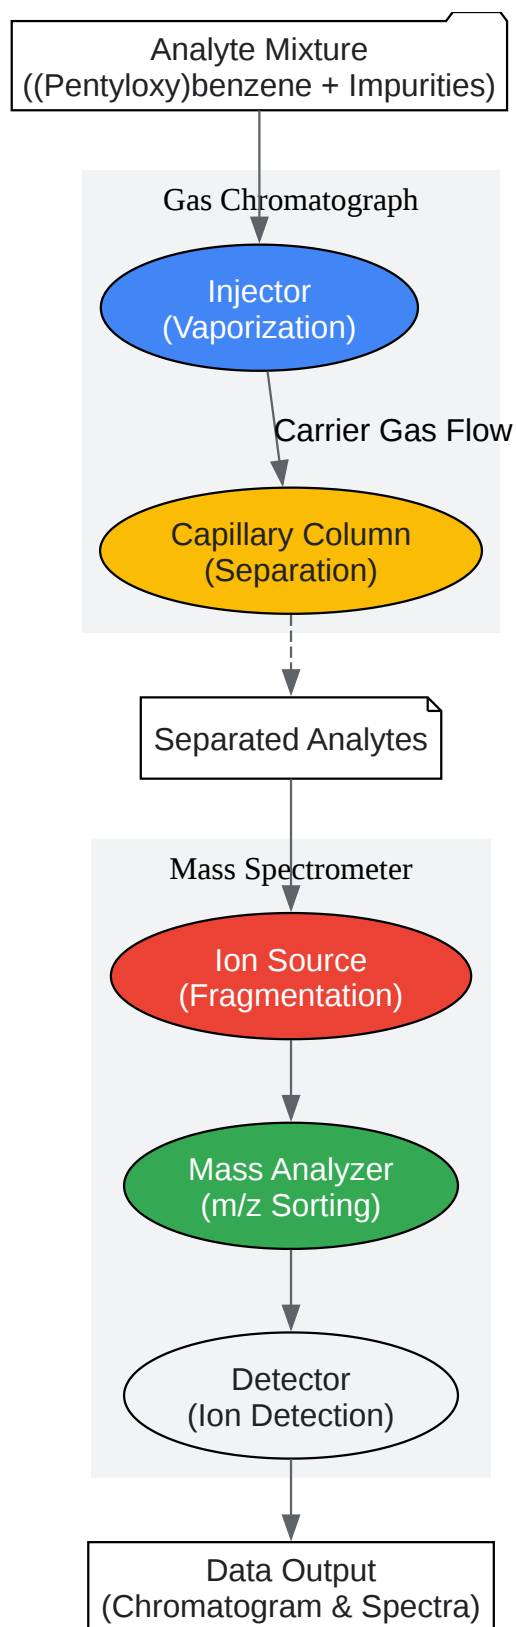 Analyte Mixture
((Pentyloxy)benzene + Impurities)
Gas Chromatograph
Injector
(Vaporization)
Carrier Gas Flow
Capillary Column
(Separation)
Separated Analytes
Mass Spectrometer
Ion Source
(Fragmentation)
Mass Analyzer
(m/z Sorting)
Detector
(Ion Detection)
Data Output
(Chromatogram & Spectra)